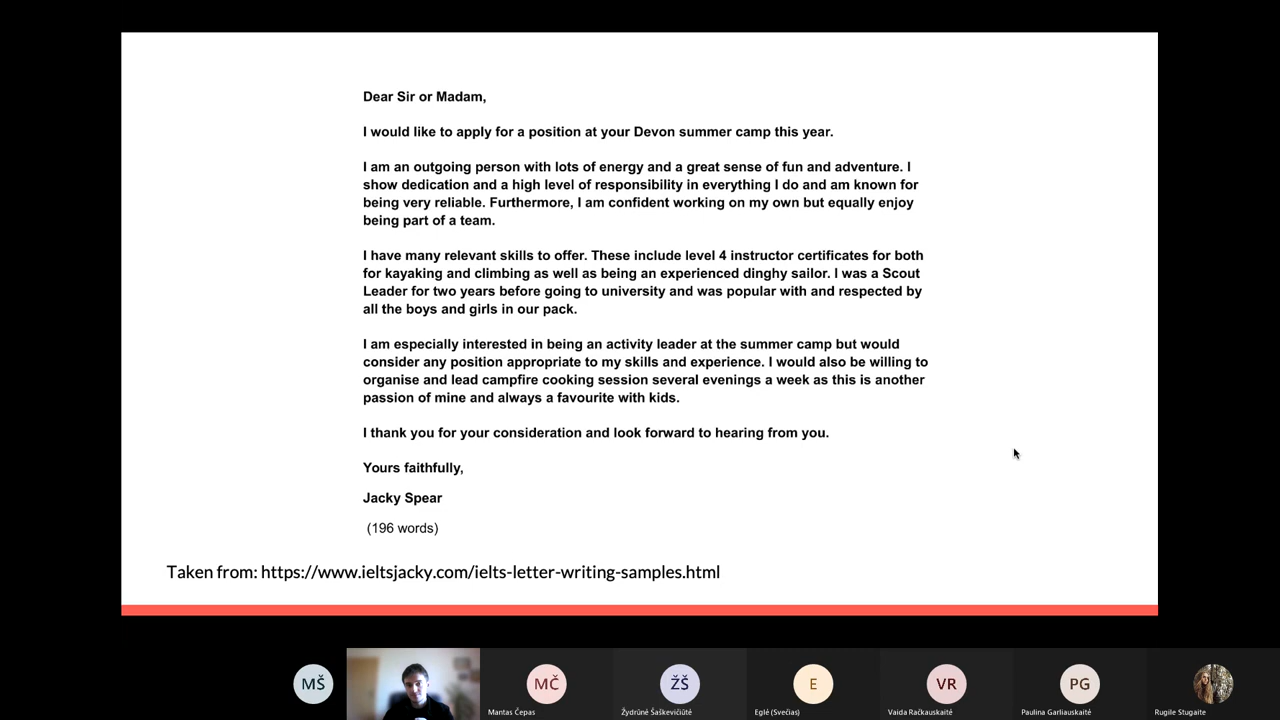 Dear Sir or Madam,
I would like to apply for a position at your Devon summer camp this year.
I am an outgoing person with lots of energy and a great sense of fun and adventure. I
show dedication and a high level of responsibility in everything I do and am known for
being very reliable. Furthermore, I am confident working on my own but equally enjoy
being part of a team.
I have many relevant skills to offer. These include level 4 instructor certificates for both
for kayaking and climbing as well as being an experienced dinghy sailor. I was a Scout
Leader for two years before going to university and was popular with and respected by
all the boys and girls in our pack.
I am especially interested in being an activity leader at the summer camp but would
consider any position appropriate to my skills and experience. I would also be willing to
organise and lead campfire cooking session several evenings a week as this is another
passion of mine and always a favourite with kids.
I thank you for your consideration and look forward to hearing from you.
Yours faithfully,
Jacky Spear
(196 words)
Taken from: https://www.ieltsjacky.com/ielts-letter-writing-samples.html
MŠ
MČ
ŽŠ
E
VR
PG
Mantas Čepas
Žydrūnė Šaškevičiūtė
Eglė (Svečias)
Vaida Račkauskaitė
Paulina Garliauskaitė
Rugile Stugaite